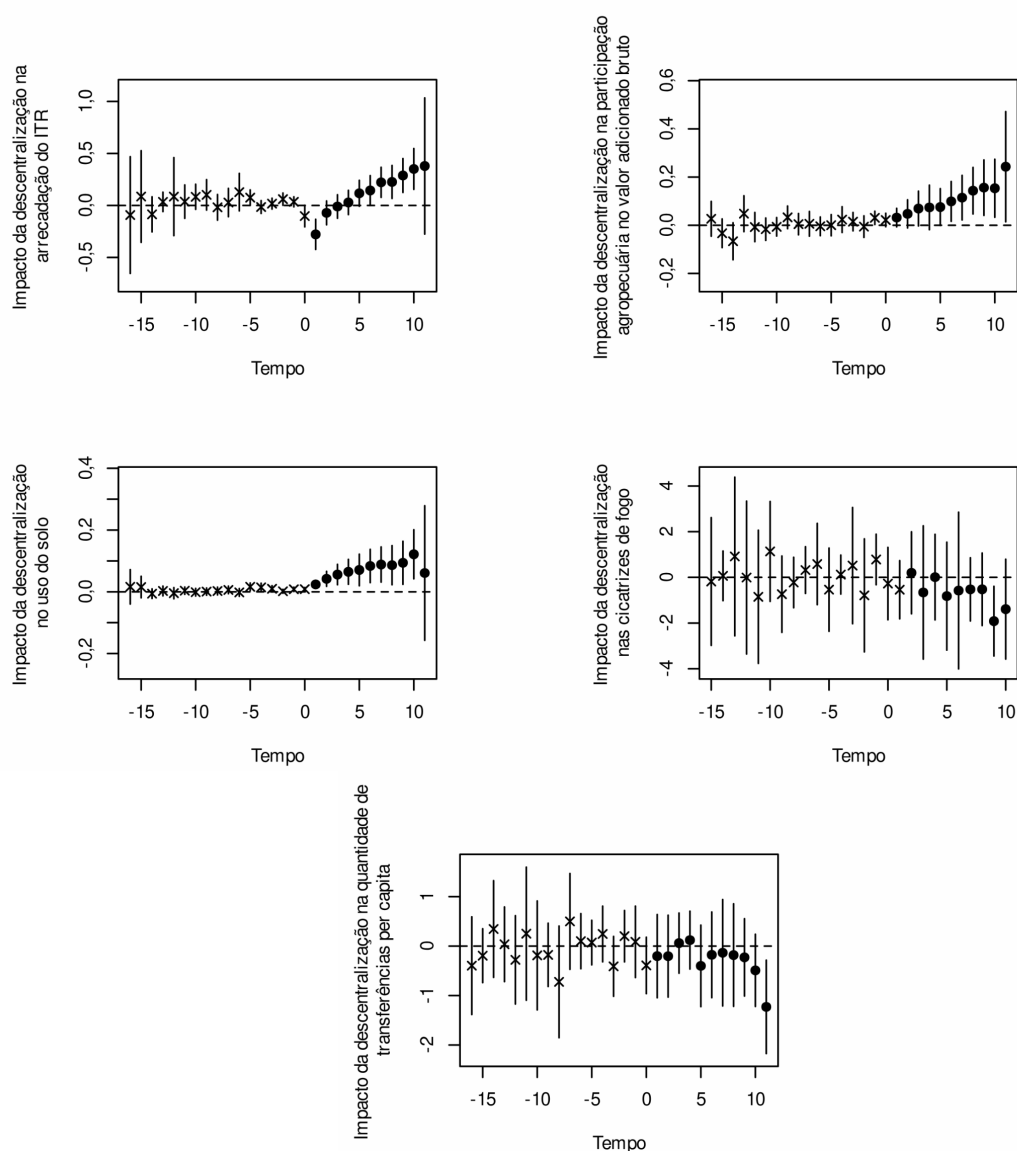 Impacto da descentralização na
arrecadação do ITR
1,0
0,5
0,0
-0,5
-15 -10 -5 0 5 10
Tempo
Impacto da descentralização na participação
agropecuária no valor adicionado bruto
0,6
0,4
0,2
0,0
-0,2
-15 -10 -5 0 5 10
Tempo
Impacto da descentralização
no uso do solo
0,4
0,2
0,0
-0,2
-15 -10 -5 0 5 10
Tempo
Impacto da descentralização
nas cicatrizes de fogo
4
2
0
-2
-4
-15 -10 -5 0 5 10
Tempo
Impacto da descentralização na quantidade de
transferências per capita
1
0
-1
-2
-15 -10 -5 0 5 10
Tempo